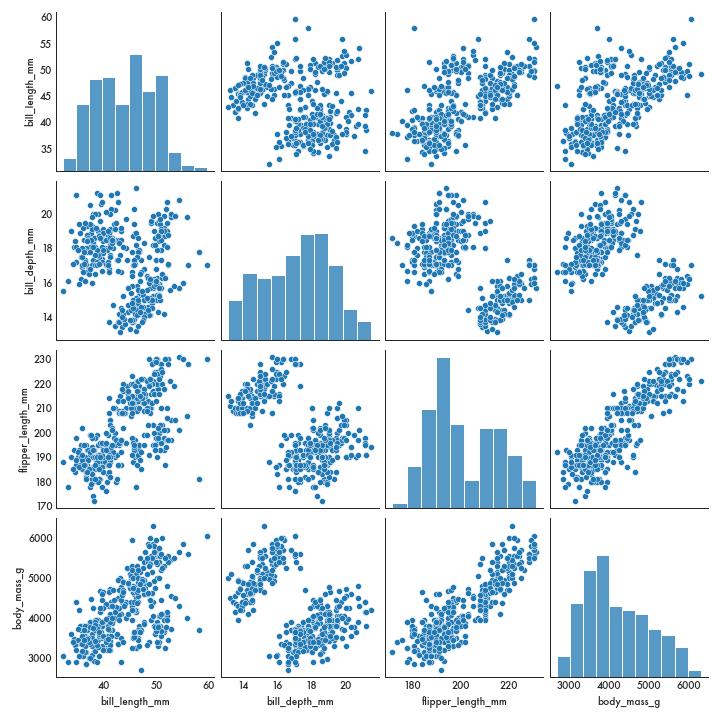 60
55
50
45
40
35
bill_length_mm
20
18
16
14
bill_depth_mm
230
220
210
200
190
180
170
flipper_length_mm
6000
5000
4000
3000
body_mass_g
40 50 60
bill_length_mm
14 16 18 20
bill_depth_mm
180 200 220
flipper_length_mm
3000 4000 5000 6000
body_mass_g